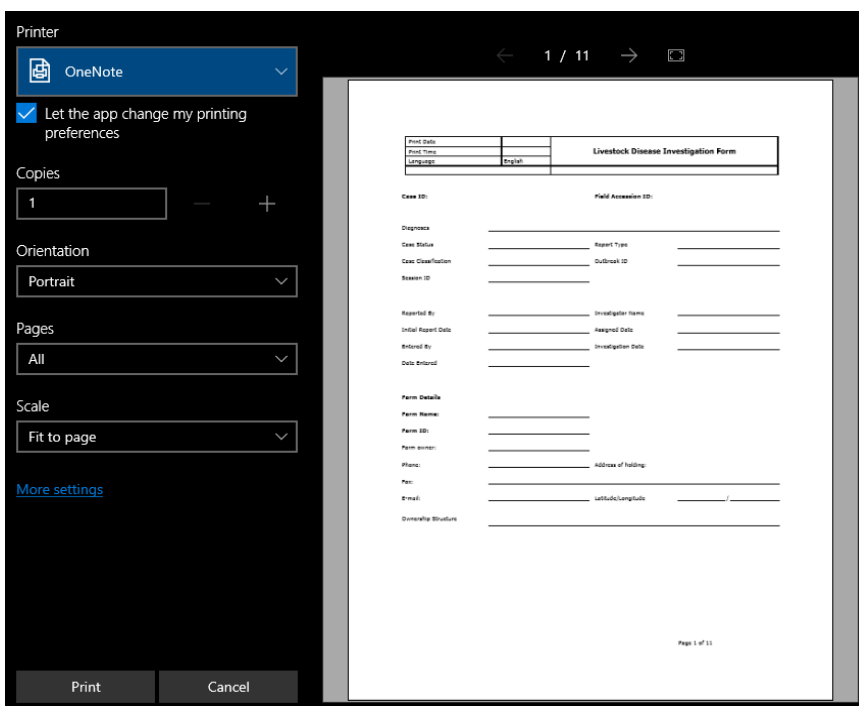 Printer
OneNote
Let the app change my printing
preferences
Copies
1
Orientation
Portrait
Pages
All
Scale
Fit to page
More settings
Print
Cancel
1 / 11
Print Date
Print Time
Livestock Disease Investigation Form
Language English
Case ID: Field Accession ID:
Diagnoses
Case Status Report Type
Case Classification Outbreak ID
Session ID
Reported By Investigator Name
Initial Report Date Assigned Date
Entered By Investigation Date
Date Entered
Farm Details
Farm Name:
Farm ID:
Farm owner:
Phone: Address of holding:
Fax:
E-mail: Latitude/Longitude /
Ownership Structure
Page 1 of 11